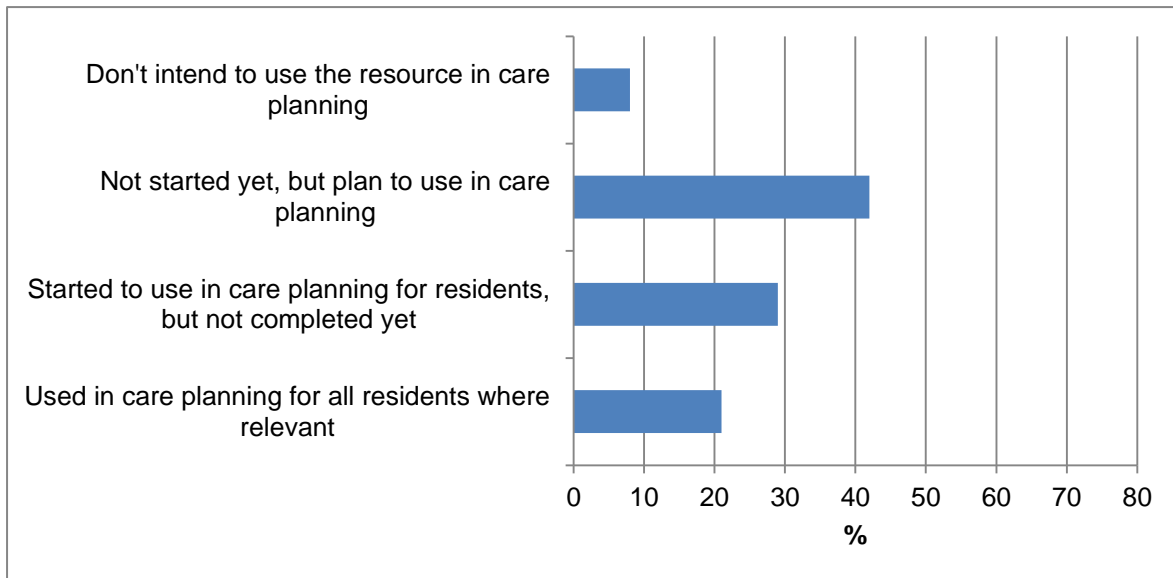 Don't intend to use the resource in care
planning
Not started yet, but plan to use in care
planning
Started to use in care planning for residents,
but not completed yet
Used in care planning for all residents where
relevant
0 10 20 30 40 50 60 70 80
%